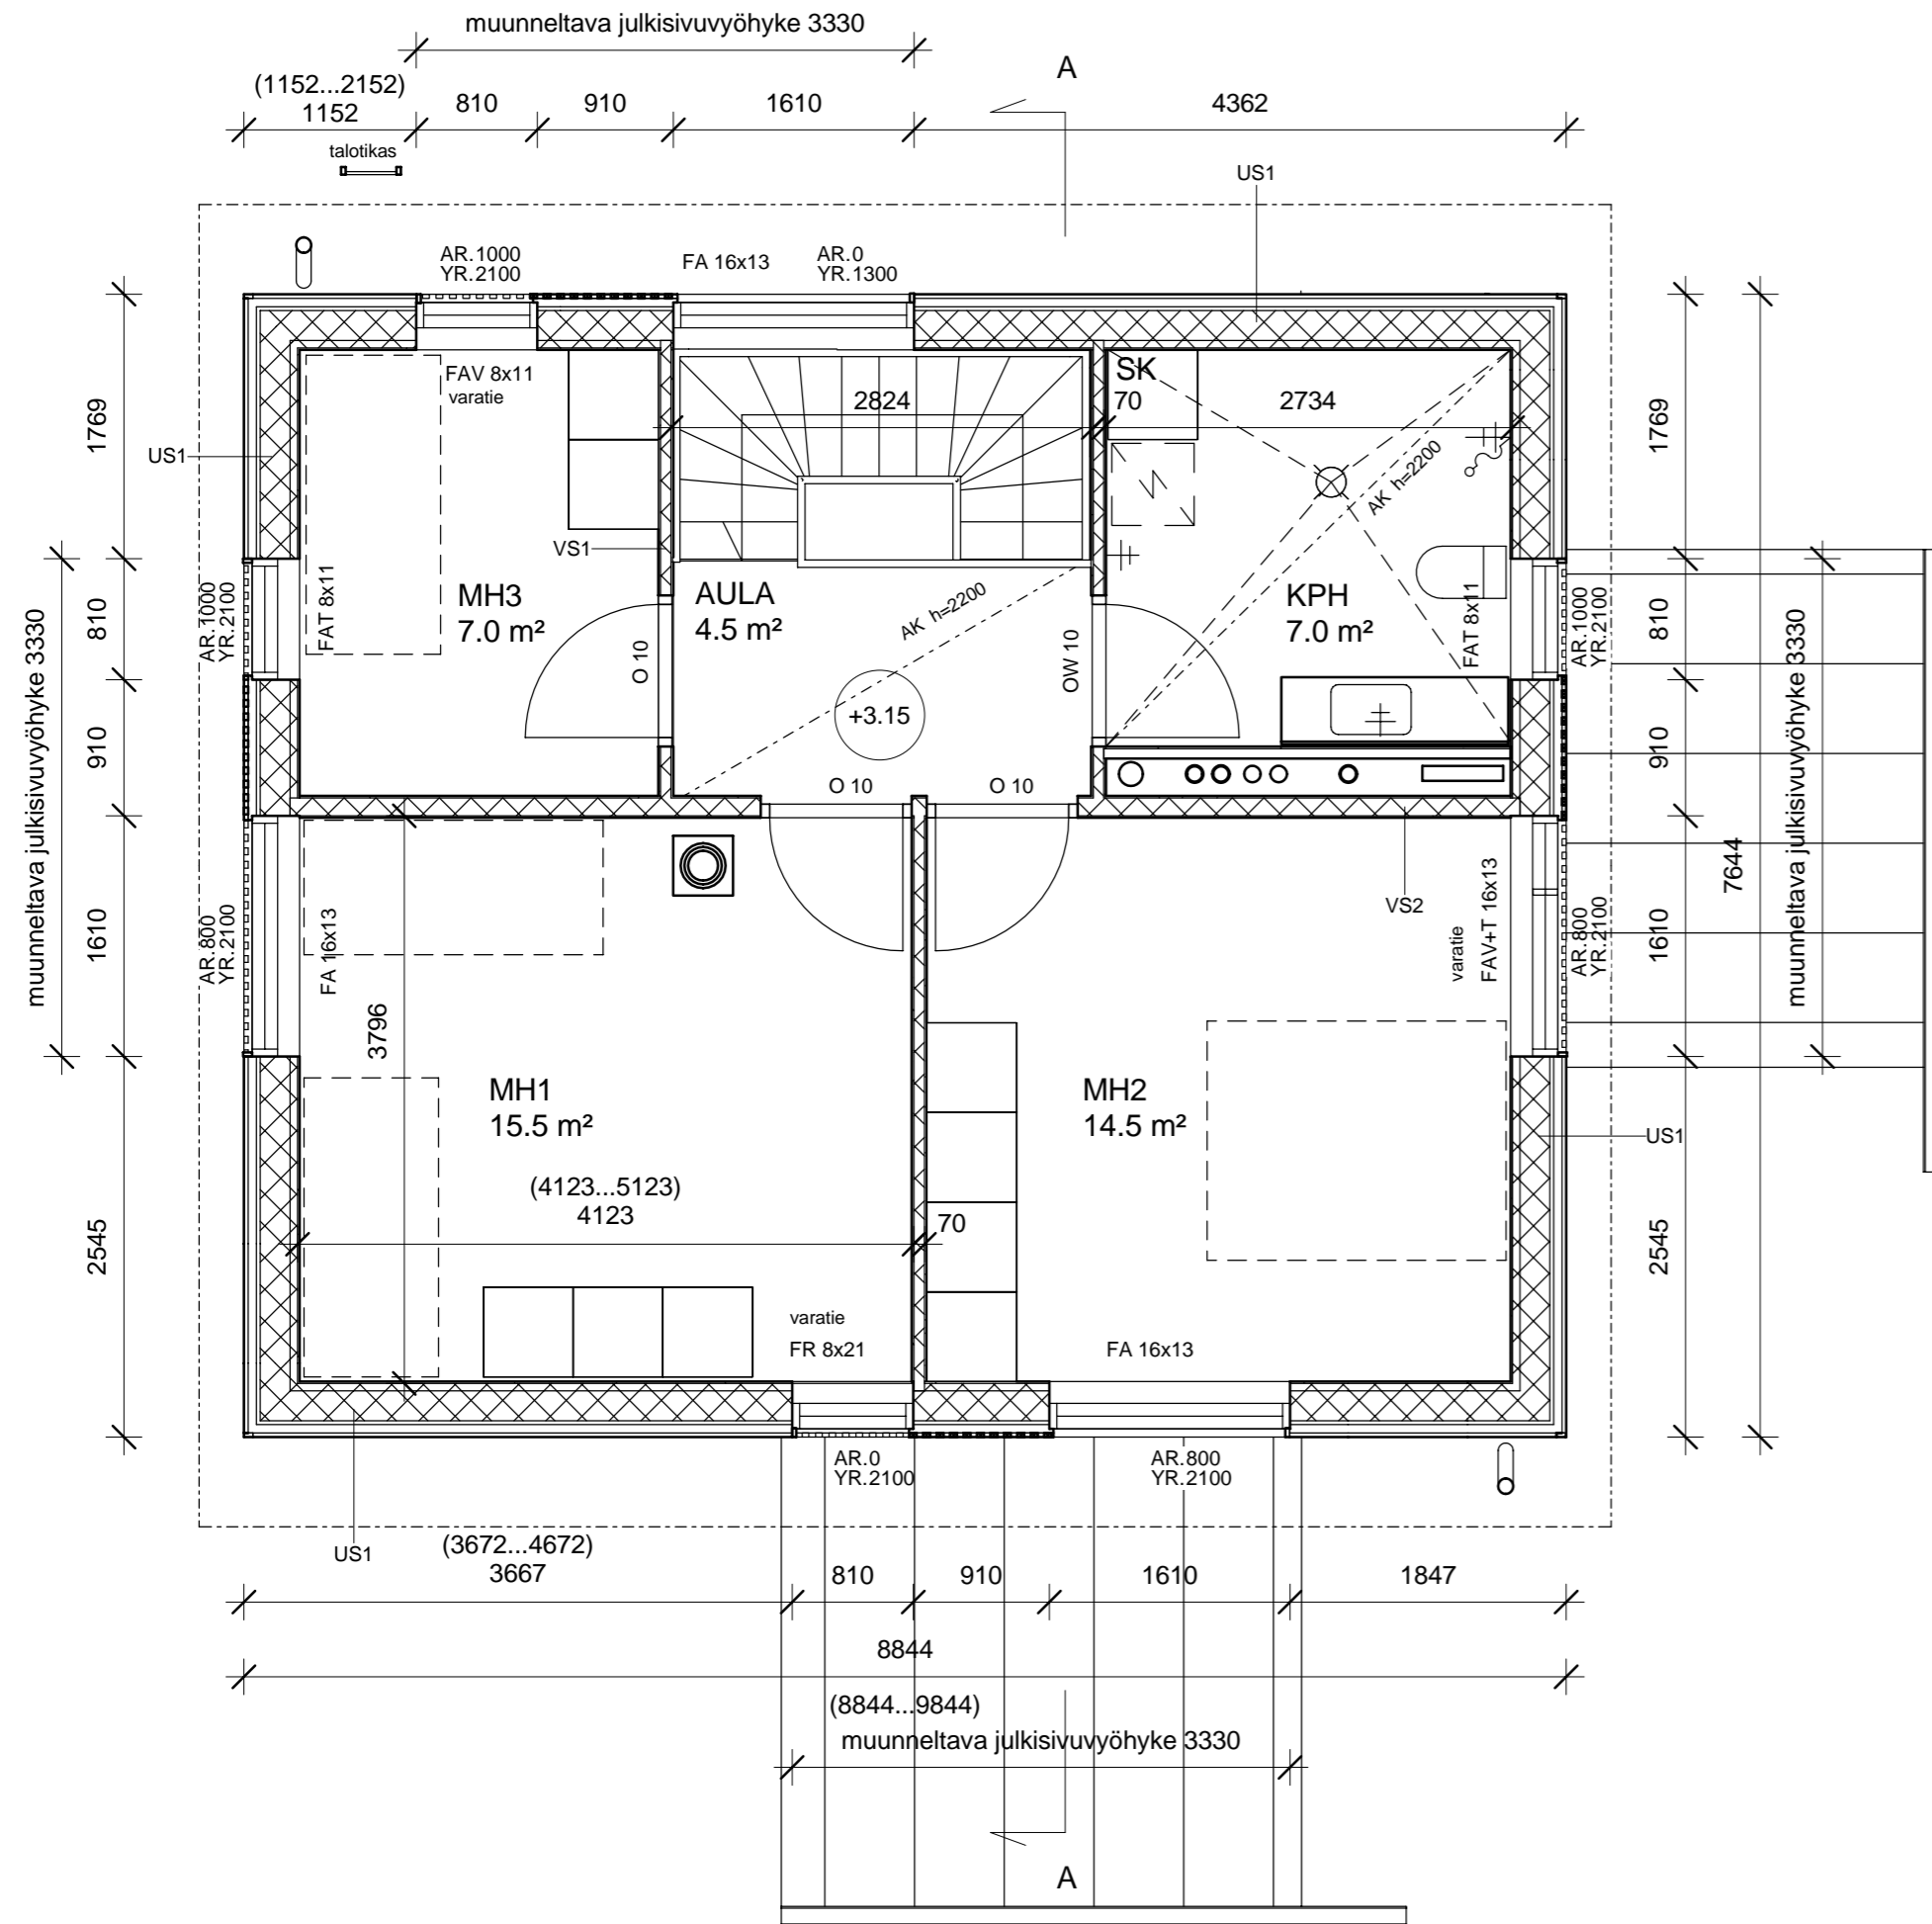 muunneltava julkisivuvyöhyke 3330
A
(1152...2152)
1152
810
910
1610
4362
talotikas
US1
AR.1000
YR.2100
FA 16x13
AR.0
YR.1300
FAV 8x11
varatie
SK
70
2824
2734
1769
US1
1769
AK h=2200
VS1
MH3
7.0 m²
AULA
4.5 m²
AK h=2200
KPH
7.0 m²
FAT 8x11
FAT 8x11
AR.1000
YR.2100
AR.1000
YR.2100
810
810
O 10
OW 10
muunneltava julkisivuvyöhyke 3330
muunneltava julkisivuvyöhyke 3330
+3.15
910
910
O 10
O 10
7644
VS2
AR.800
YR.2100
FA 16x13
1610
varatie
FAV+T 16x13
AR.800
YR.2100
1610
3796
MH1
15.5 m²
MH2
14.5 m²
US1
(4123...5123)
4123
70
2545
2545
varatie
FR 8x21
FA 16x13
AR.0
YR.2100
AR.800
YR.2100
US1
(3672...4672)
3667
810
910
1610
1847
8844
(8844...9844)
muunneltava julkisivuvyöhyke 3330
A